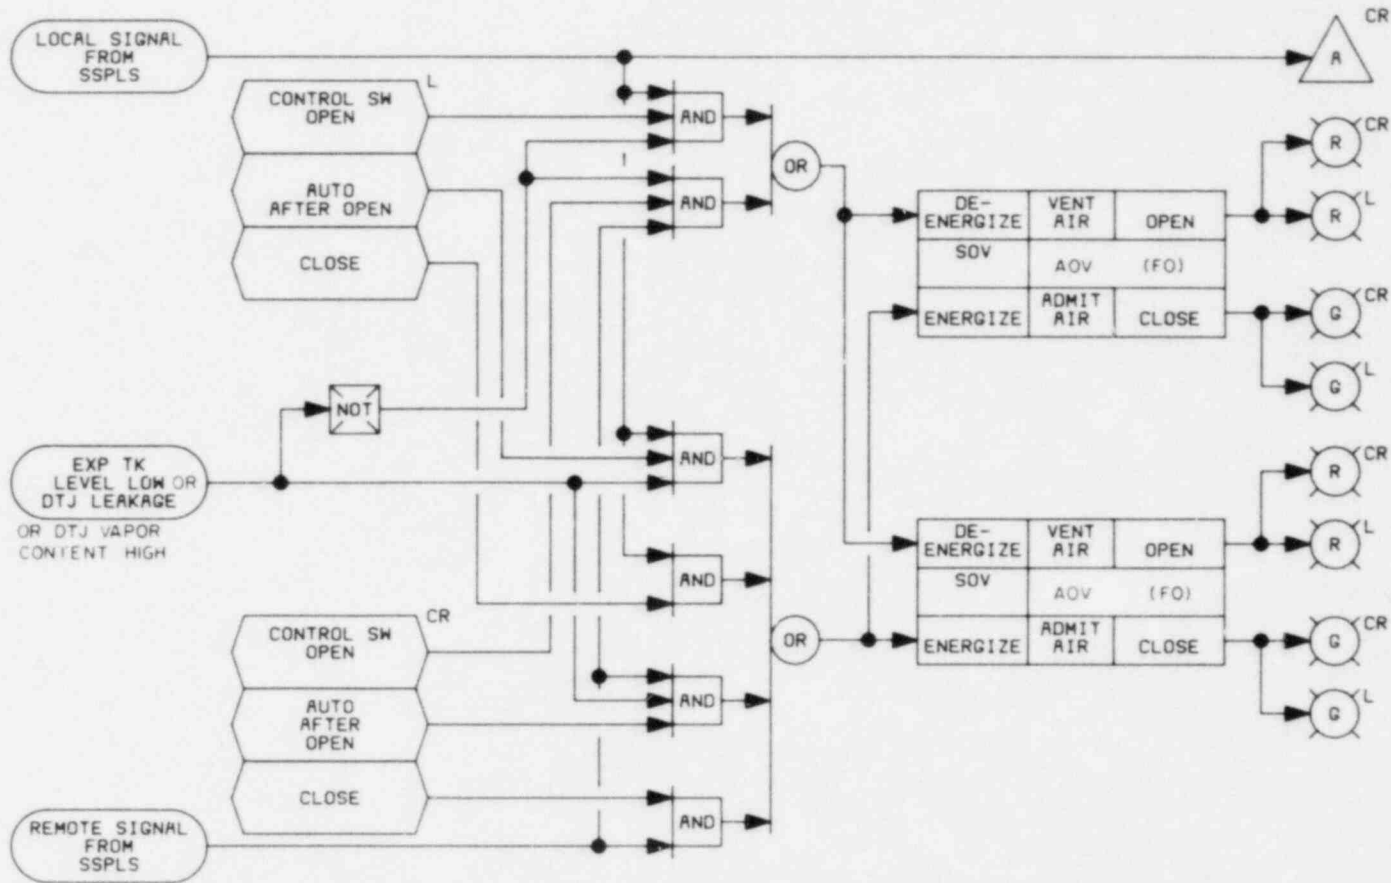 LOCAL SIGNAL
FROM
SSPLS
CR
A
L
CONTROL SW
OPEN
AUTO
AFTER OPEN
CLOSE
AND
AND
OR
R
CR
R
L
DE-
ENERGIZE
VENT
AIR
OPEN
SOV
AOV
(FO)
ENERGIZE
ADMIT
AIR
CLOSE
G
CR
G
L
NOT
EXP TK
LEVEL LOW OR
DTJ LEAKAGE
OR DTJ VAPOR
CONTENT HIGH
AND
AND
R
CR
R
L
DE-
ENERGIZE
VENT
AIR
OPEN
SOV
AOV
(FO)
ENERGIZE
ADMIT
AIR
CLOSE
G
CR
G
L
CR
CONTROL SW
OPEN
AUTO
AFTER
OPEN
CLOSE
OR
AND
AND
REMOTE SIGNAL
FROM
SSPLS